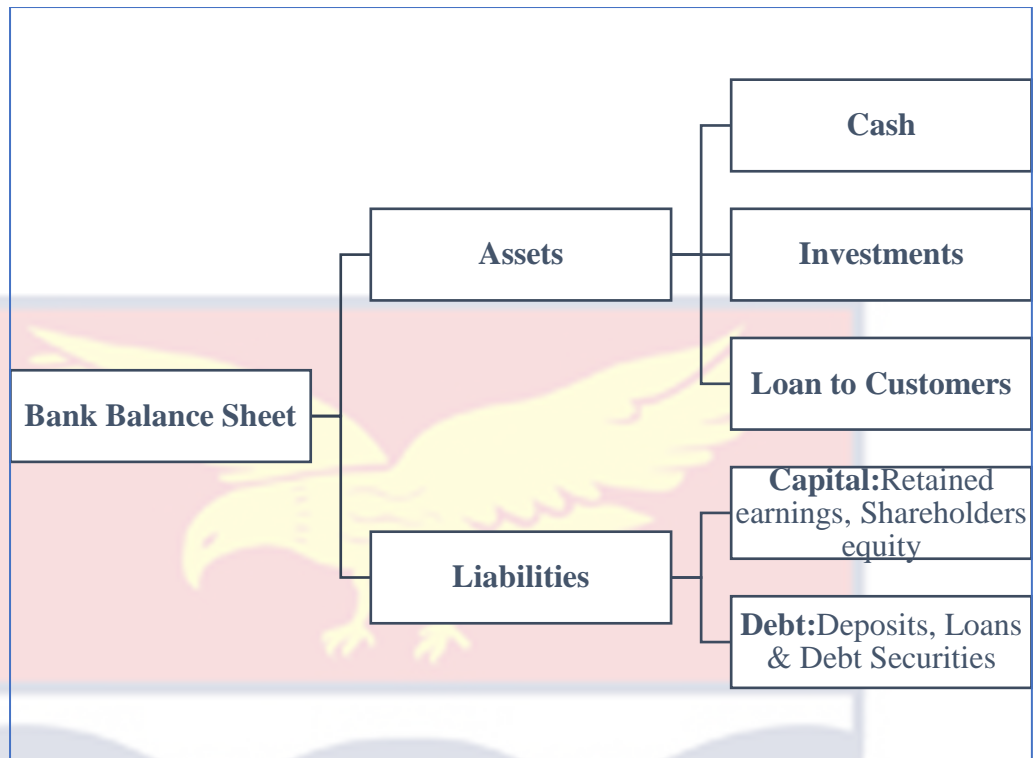 Bank Balance Sheet
Assets
Cash
Investments
Loan to Customers
Liabilities
Capital:Retained
earnings, Shareholders
equity
Debt:Deposits, Loans
& Debt Securities